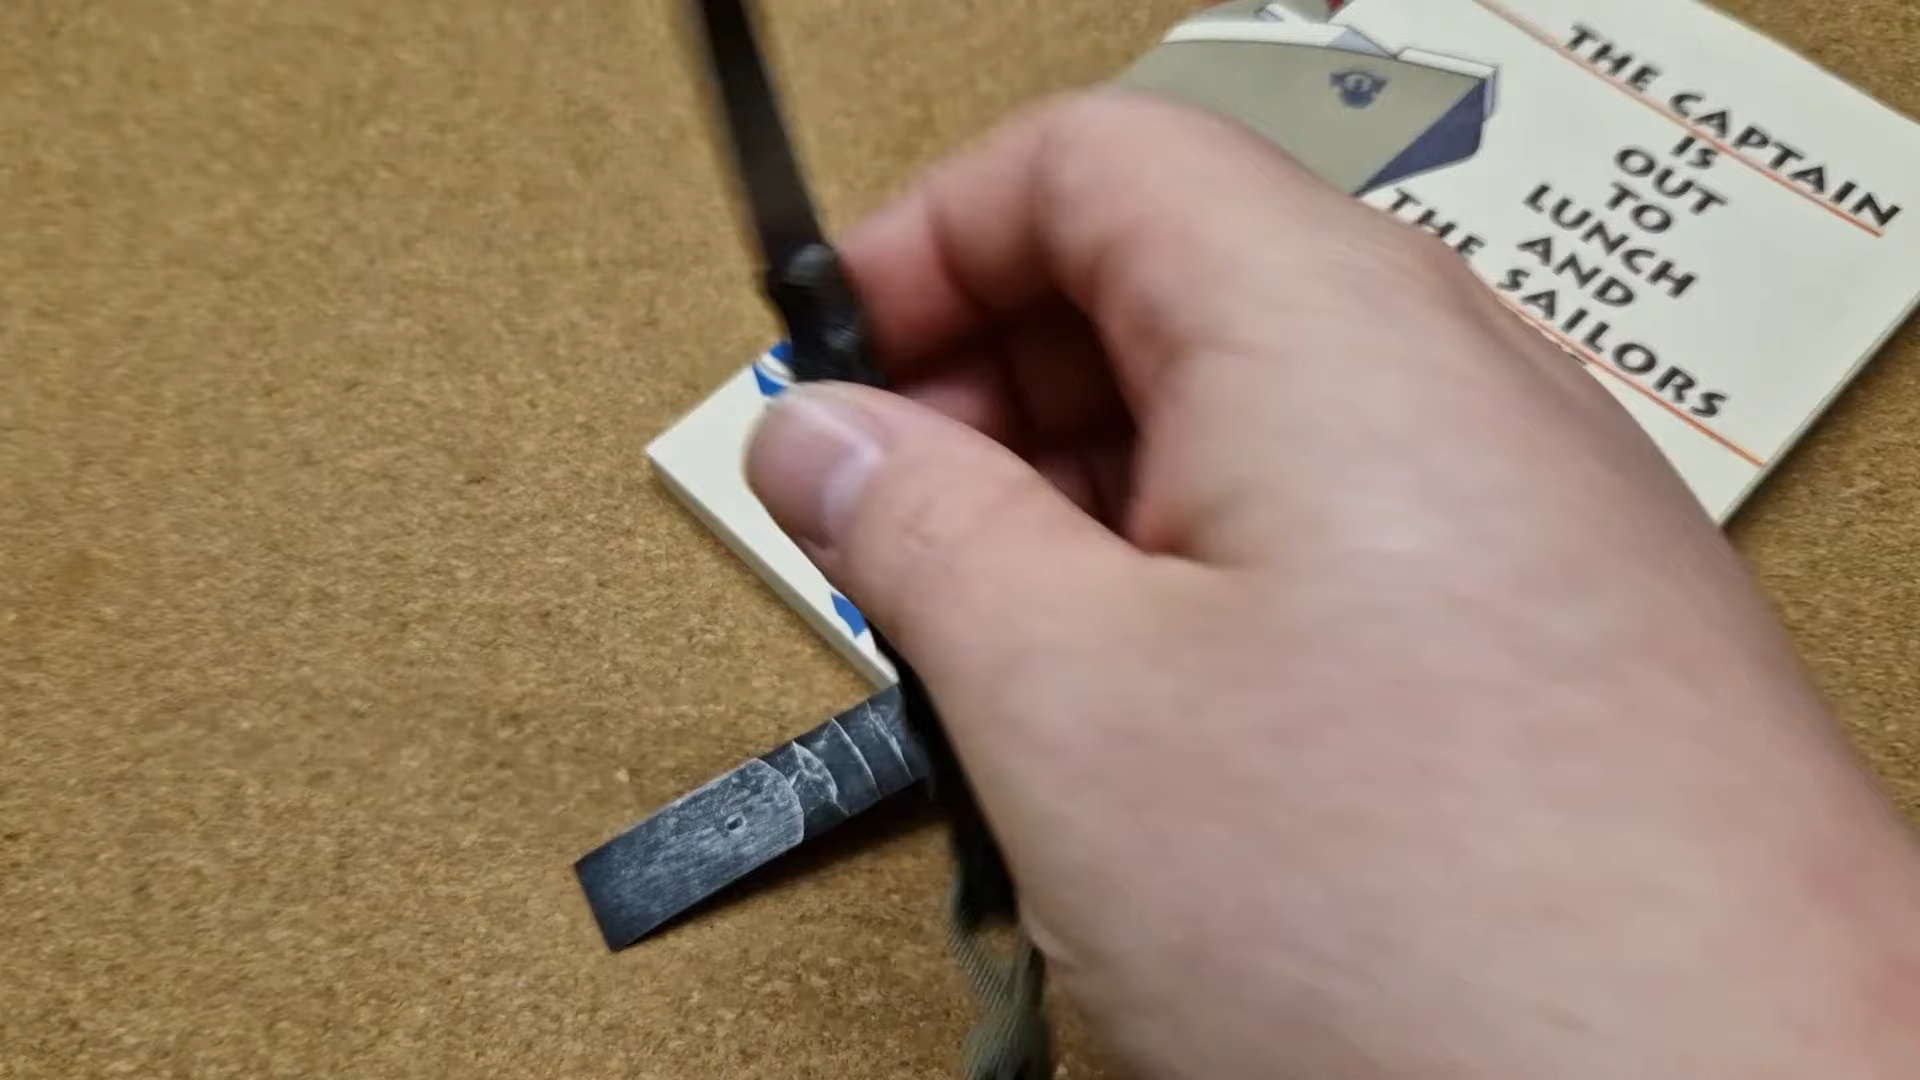 THE CAPTAIN
IS
OUT
TO
LUNCH
AND
THE SAILORS